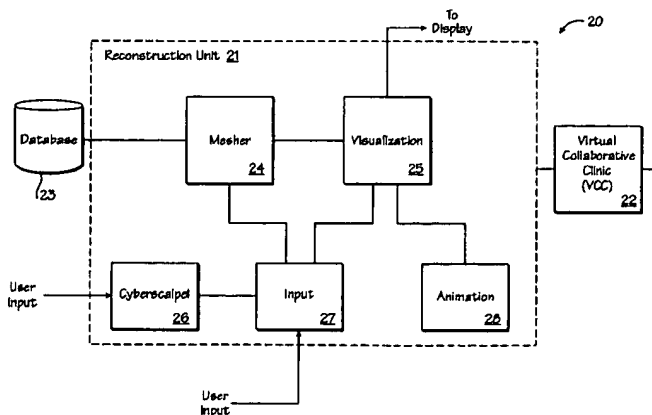 To
Display
20
Reconstruction Unit 21
Database
23
Mesher
24
Visualization
25
Virtual
Collaborative
Clinic
(VCC)
22
User
Input
Cyberscalpel
26
Input
27
Animation
28
User
Input